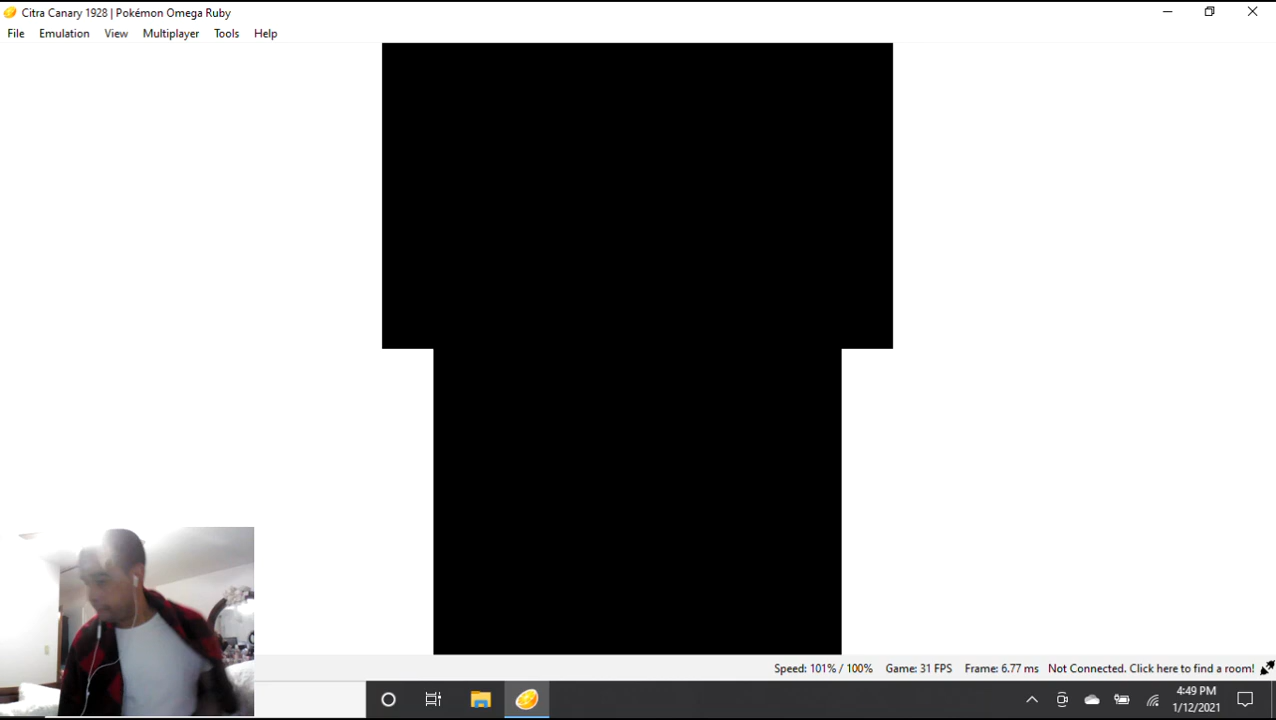 Citra Canary 1928 | Pokémon Omega Ruby
File Emulation View Multiplayer Tools Help
Speed: 101% / 100% Game: 31 FPS Frame: 6.77 ms Not Connected. Click here to find a room!
4:49 PM
1/12/2021